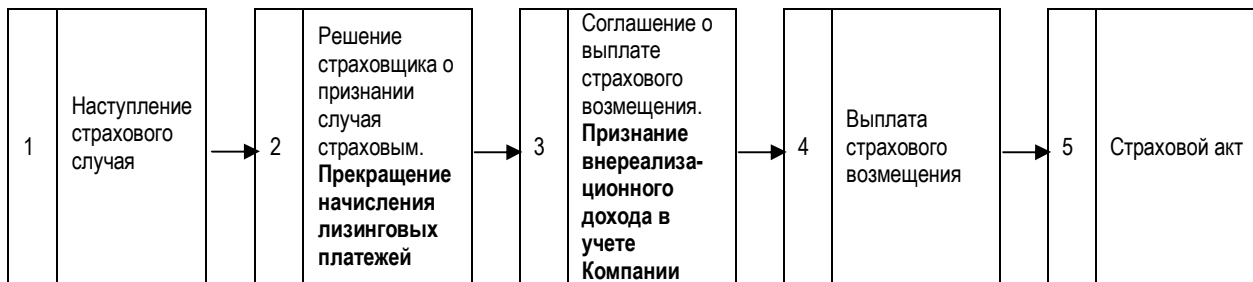 1
Наступление
страхового
случая
2
Решение
страховщика о
признании
случая
страховым.
Прекращение
начисления
лизинговых
платежей
3
Соглашение о
выплате
страхового
возмещения.
Признание
внереализа-
ционного
дохода в
учете
Компании
4
Выплата
страхового
возмещения
5
Страховой акт